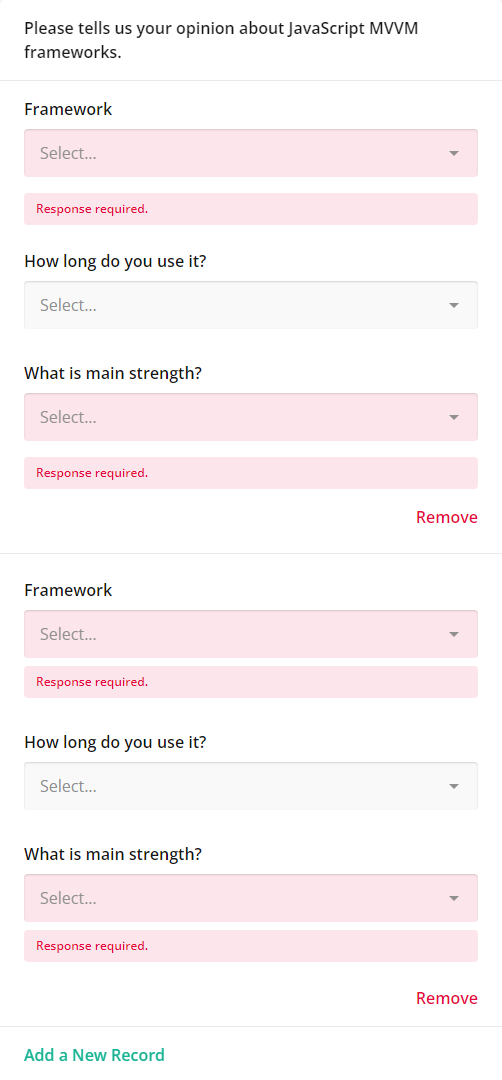 Please tells us your opinion about JavaScript MVVM
frameworks.
Framework
Select...
Response required.
How long do you use it?
Select...
What is main strength?
Select...
Response required.
Remove
Framework
Select...
Response required.
How long do you use it?
Select...
What is main strength?
Select...
Response required.
Remove
Add a New Record